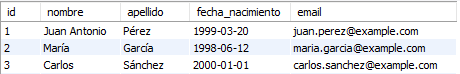 id nombre apellido fecha_nacimiento email
1 Juan Antonio Pérez 1999-03-20 juan.perez@example.com
2 María García 1998-06-12 maria.garcia@example.com
3 Carlos Sánchez 2000-01-01 carlos.sanchez@example.com